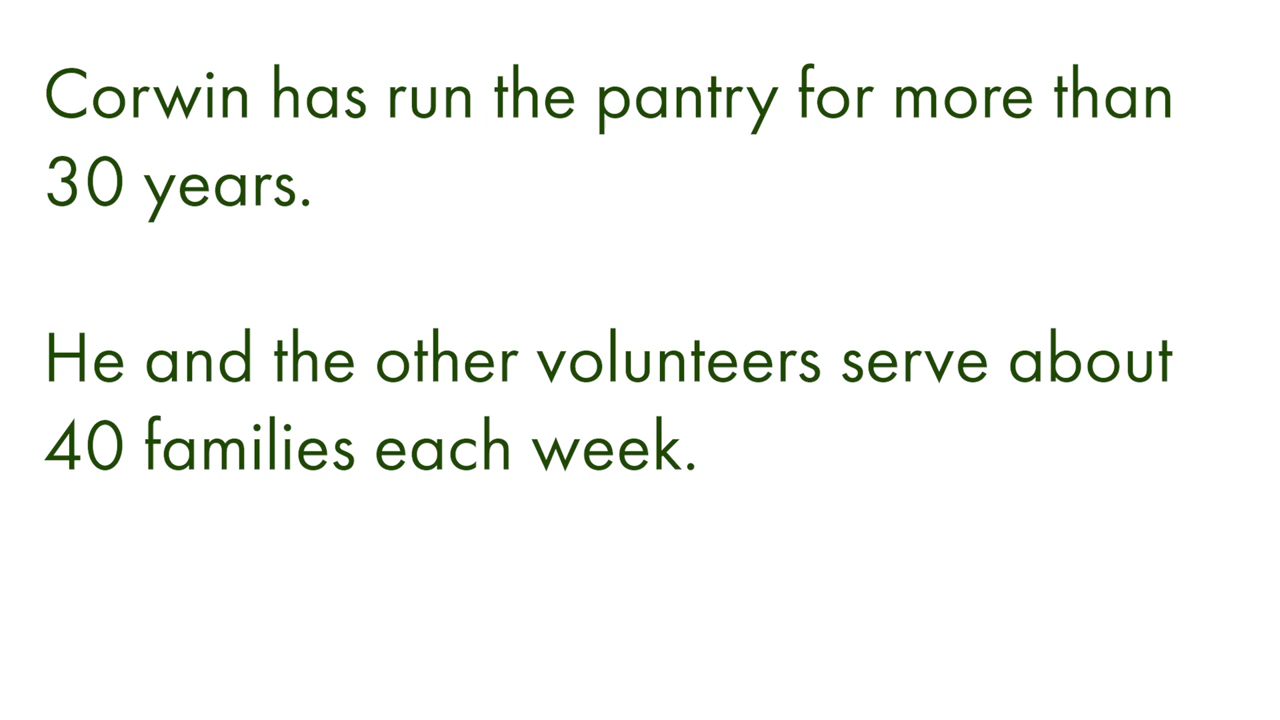 Corwin has run the pantry for more than
30 years.
He and the other volunteers serve about
40 families each week.